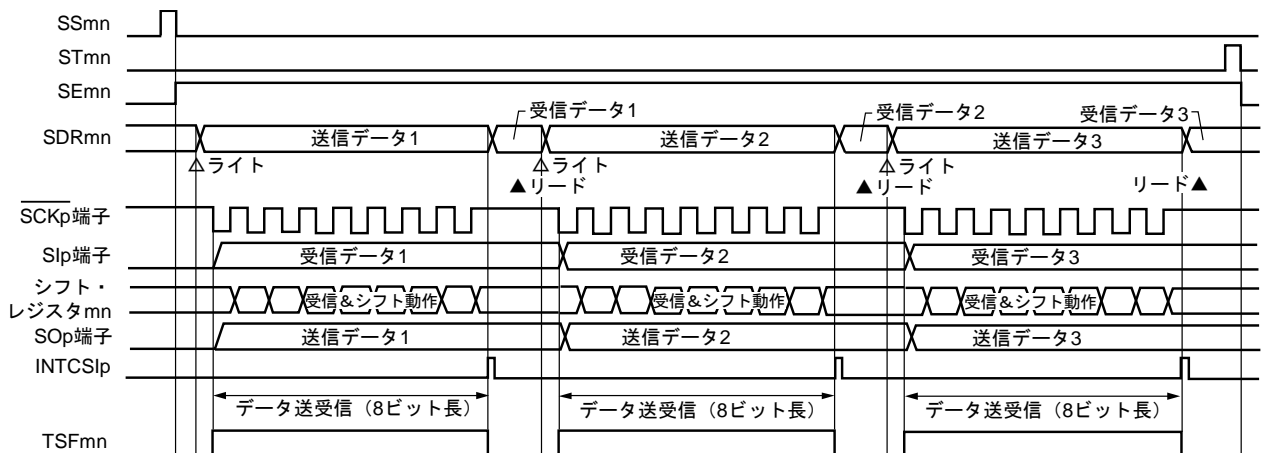 SSmn
STmn
SEmn
受信データ1 受信データ2 受信データ3
SDRmn 送信データ1 送信データ2 送信データ3
△ライト △ライト △ライト
▲リード ▲リード リード▲
SCKp端子
SIp端子 受信データ1 受信データ2 受信データ3
シフト・
レジスタmn 受信&シフト動作 受信&シフト動作 受信&シフト動作
SOp端子 送信データ1 送信データ2 送信データ3
INTCSIp
データ送受信（8ビット長） データ送受信（8ビット長） データ送受信（8ビット長）
TSFmn